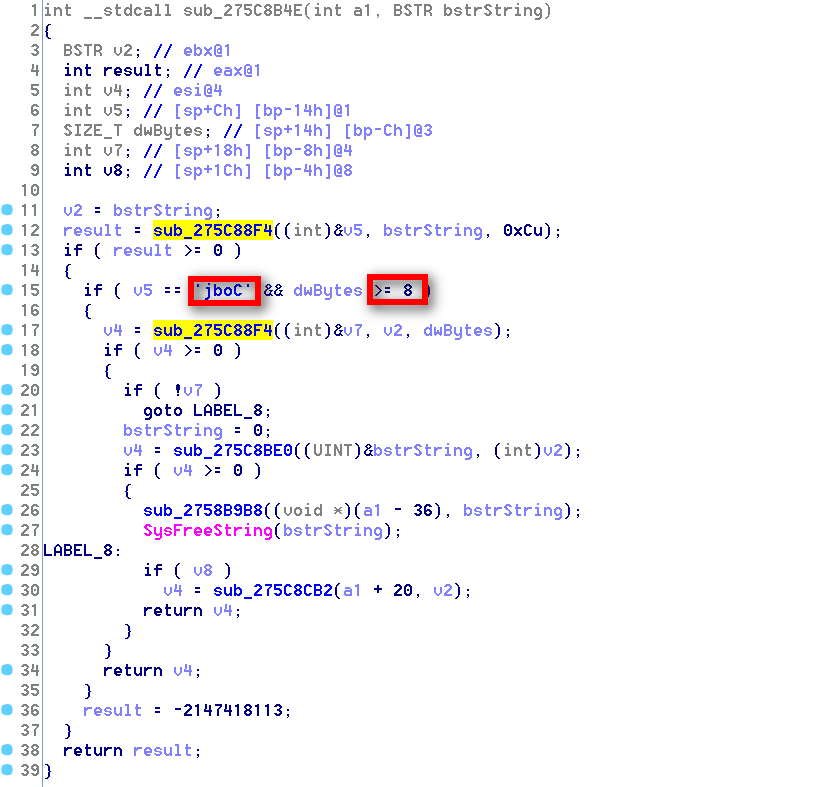 1 int __stdcall sub_275C8B4E(int a1, BSTR bstrString)
2 {
3 BSTR v2; // ebx@1
4 int result; // eax@1
5 int v4; // esi@4
6 int v5; // [sp+Ch] [bp-14h]@1
7 SIZE_T dwBytes; // [sp+14h] [bp-Ch]@3
8 int v7; // [sp+18h] [bp-8h]@4
9 int v8; // [sp+1Ch] [bp-4h]@8
10
11 v2 = bstrString;
12 result = sub_275C88F4((int)&v5, bstrString, 0xCu);
13 if ( result >= 0 )
14 {
15 if ( v5 == 'jboC' && dwBytes >= 8 )
16 {
17 v4 = sub_275C88F4((int)&v7, v2, dwBytes);
18 if ( v4 >= 0 )
19 {
20 if ( !v7 )
21 goto LABEL_8;
22 bstrString = 0;
23 v4 = sub_275C8BE0((UINT)&bstrString, (int)v2);
24 if ( v4 >= 0 )
25 {
26 sub_2758B9B8((void *)(a1 - 36), bstrString);
27 SysFreeString(bstrString);
28 LABEL_8:
29 if ( v8 )
30 v4 = sub_275C8CB2(a1 + 20, v2);
31 return v4;
32 }
33 }
34 return v4;
35 }
36 result = -2147418113;
37 }
38 return result;
39 }